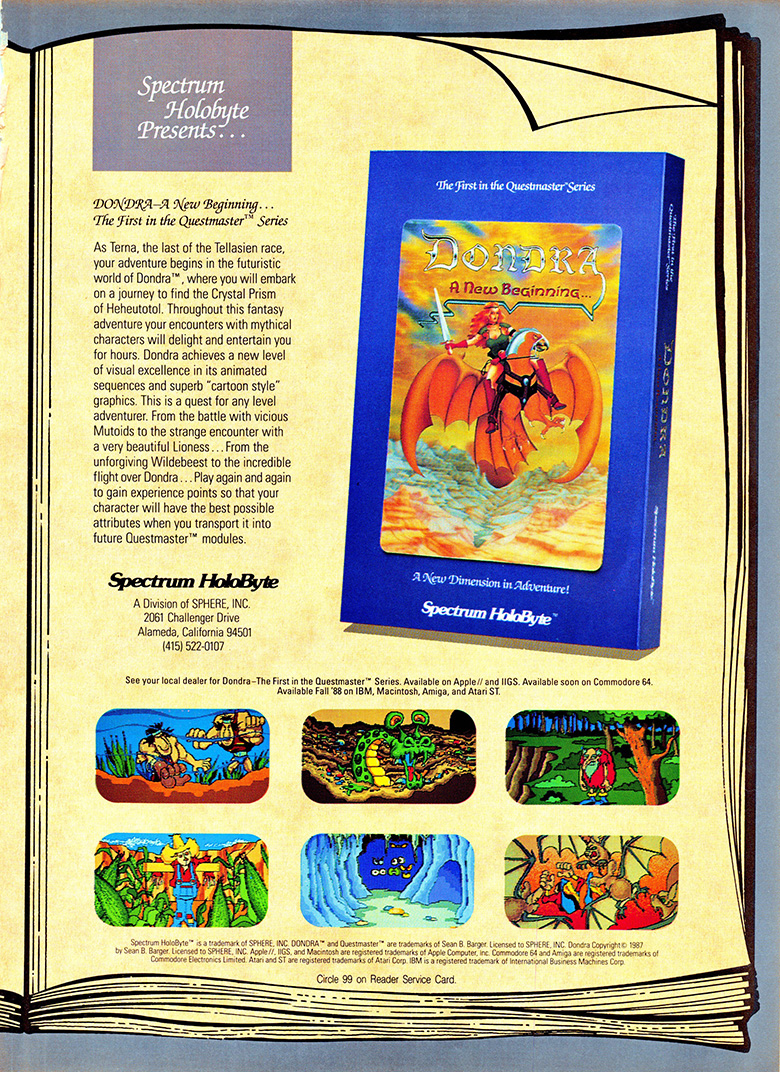 Spectrum
Holobyte
Presents...
DONDRA–A New Beginning...
The First in the Questmaster™ Series
As Terna, the last of the Tellasien race,
your adventure begins in the futuristic
world of Dondra™, where you will embark
on a journey to find the Crystal Prism
of Heheutotol. Throughout this fantasy
adventure your encounters with mythical
characters will delight and entertain you
for hours. Dondra achieves a new level
of visual excellence in its animated
sequences and superb “cartoon style”
graphics. This is a quest for any level
adventurer. From the battle with vicious
Mutoids to the strange encounter with
a very beautiful Lioness...From the
unforgiving Wildebeest to the incredible
flight over Dondra...Play again and again
to gain experience points so that your
character will have the best possible
attributes when you transport it into
future Questmaster™ modules.
Spectrum HoloByte
A Division of SPHERE, INC.
2061 Challenger Drive
Alameda, California 94501
(415) 522-0107
The First in the Questmaster™ Series
DONDRA
A New Beginning...
A New Dimension in Adventure!
Spectrum HoloByte™
The First in the
Questmaster Series
DONDRA
Spectrum HoloByte
See your local dealer for Dondra–The First in the Questmaster™ Series. Available on Apple // and IIGS. Available soon on Commodore 64.
Available Fall '88 on IBM, Macintosh, Amiga, and Atari ST.
Spectrum HoloByte™ is a trademark of SPHERE, INC. DONDRA™ and Questmaster™ are trademarks of Sean B. Barger. Licensed to SPHERE, INC. Dondra Copyright © 1987
by Sean B. Barger. Licensed to SPHERE, INC. Apple //, IIGS, and Macintosh are registered trademarks of Apple Computer, Inc. Commodore 64 and Amiga are registered trademarks of
Commodore Electronics Limited. Atari and ST are registered trademarks of Atari Corp. IBM is a registered trademark of International Business Machines Corp.
Circle 99 on Reader Service Card.